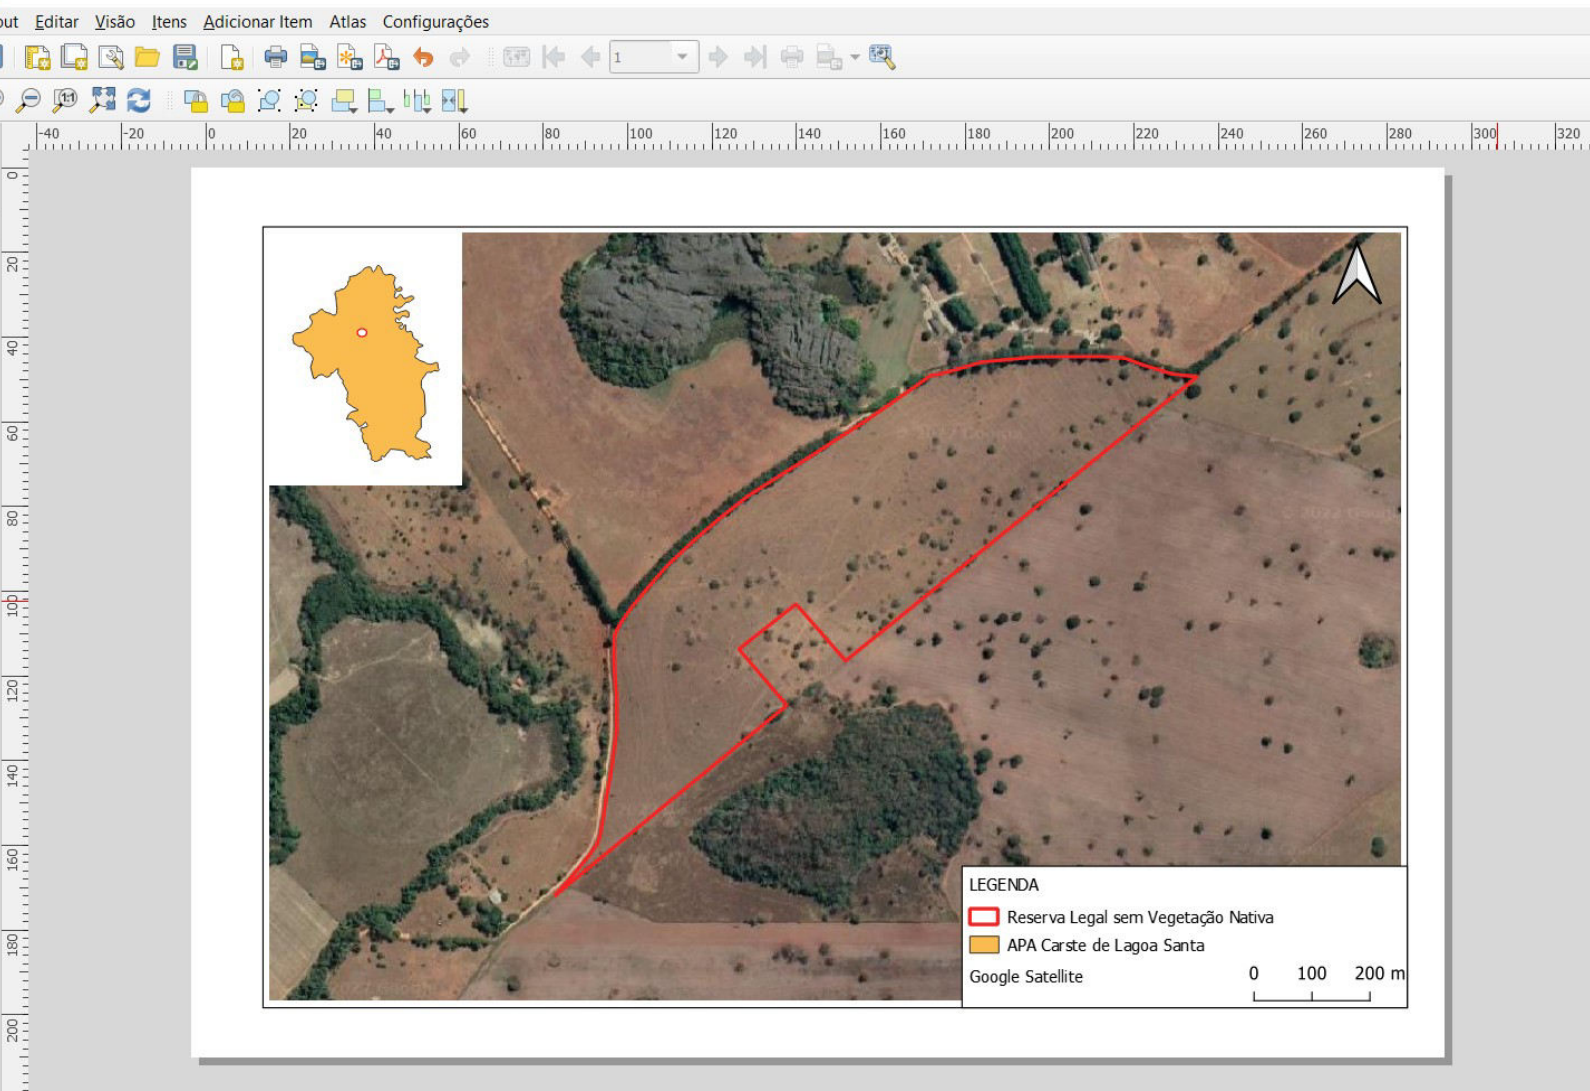 out Editar Visão Itens Adicionar Item Atlas Configurações
1
-40 -20 0 20 40 60 80 100 120 140 160 180 200 220 240 260 280 300 320
0
20
40
60
80
100
120
140
160
180
200
LEGENDA
Reserva Legal sem Vegetação Nativa
APA Carste de Lagoa Santa
Google Satellite
0 100 200 m